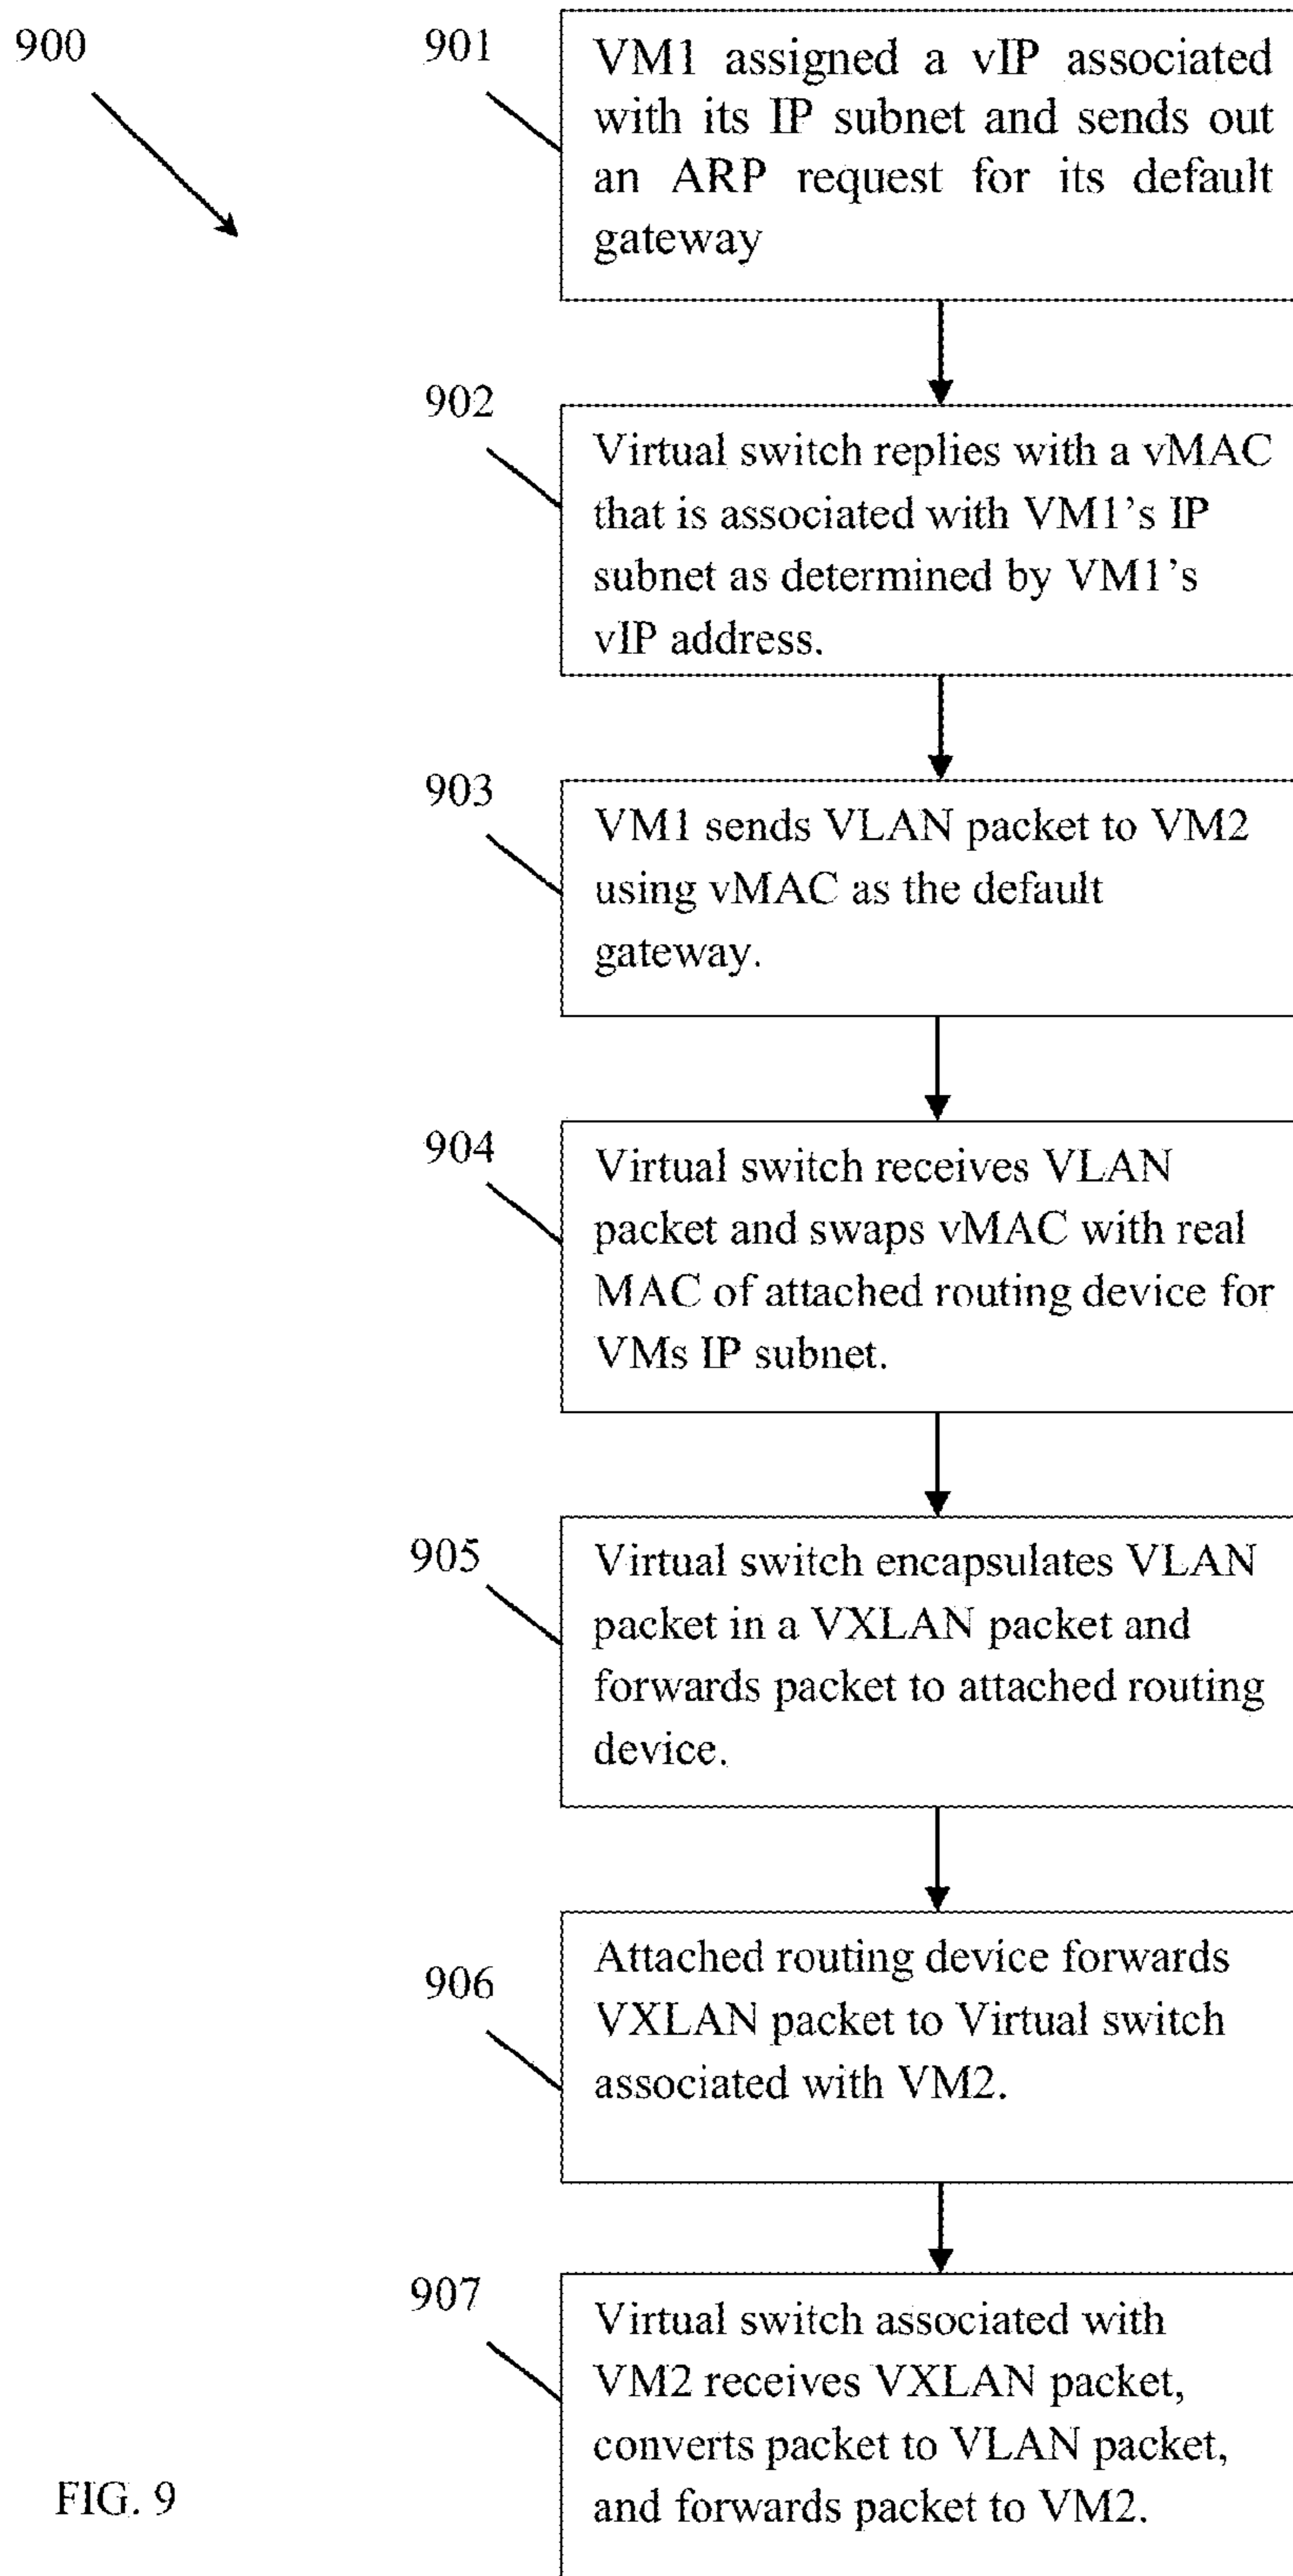 900
901
VM1 assigned a vIP associated
with its IP subnet and sends out
an ARP request for its default
gateway
902
Virtual switch replies with a vMAC
that is associated with VM1's IP
subnet as determined by VM1's
vIP address.
903
VM1 sends VLAN packet to VM2
using vMAC as the default
gateway.
904
Virtual switch receives VLAN
packet and swaps vMAC with real
MAC of attached routing device for
VMs IP subnet.
905
Virtual switch encapsulates VLAN
packet in a VXLAN packet and
forwards packet to attached routing
device.
906
Attached routing device forwards
VXLAN packet to Virtual switch
associated with VM2.
907
Virtual switch associated with
VM2 receives VXLAN packet,
converts packet to VLAN packet,
and forwards packet to VM2.
FIG. 9